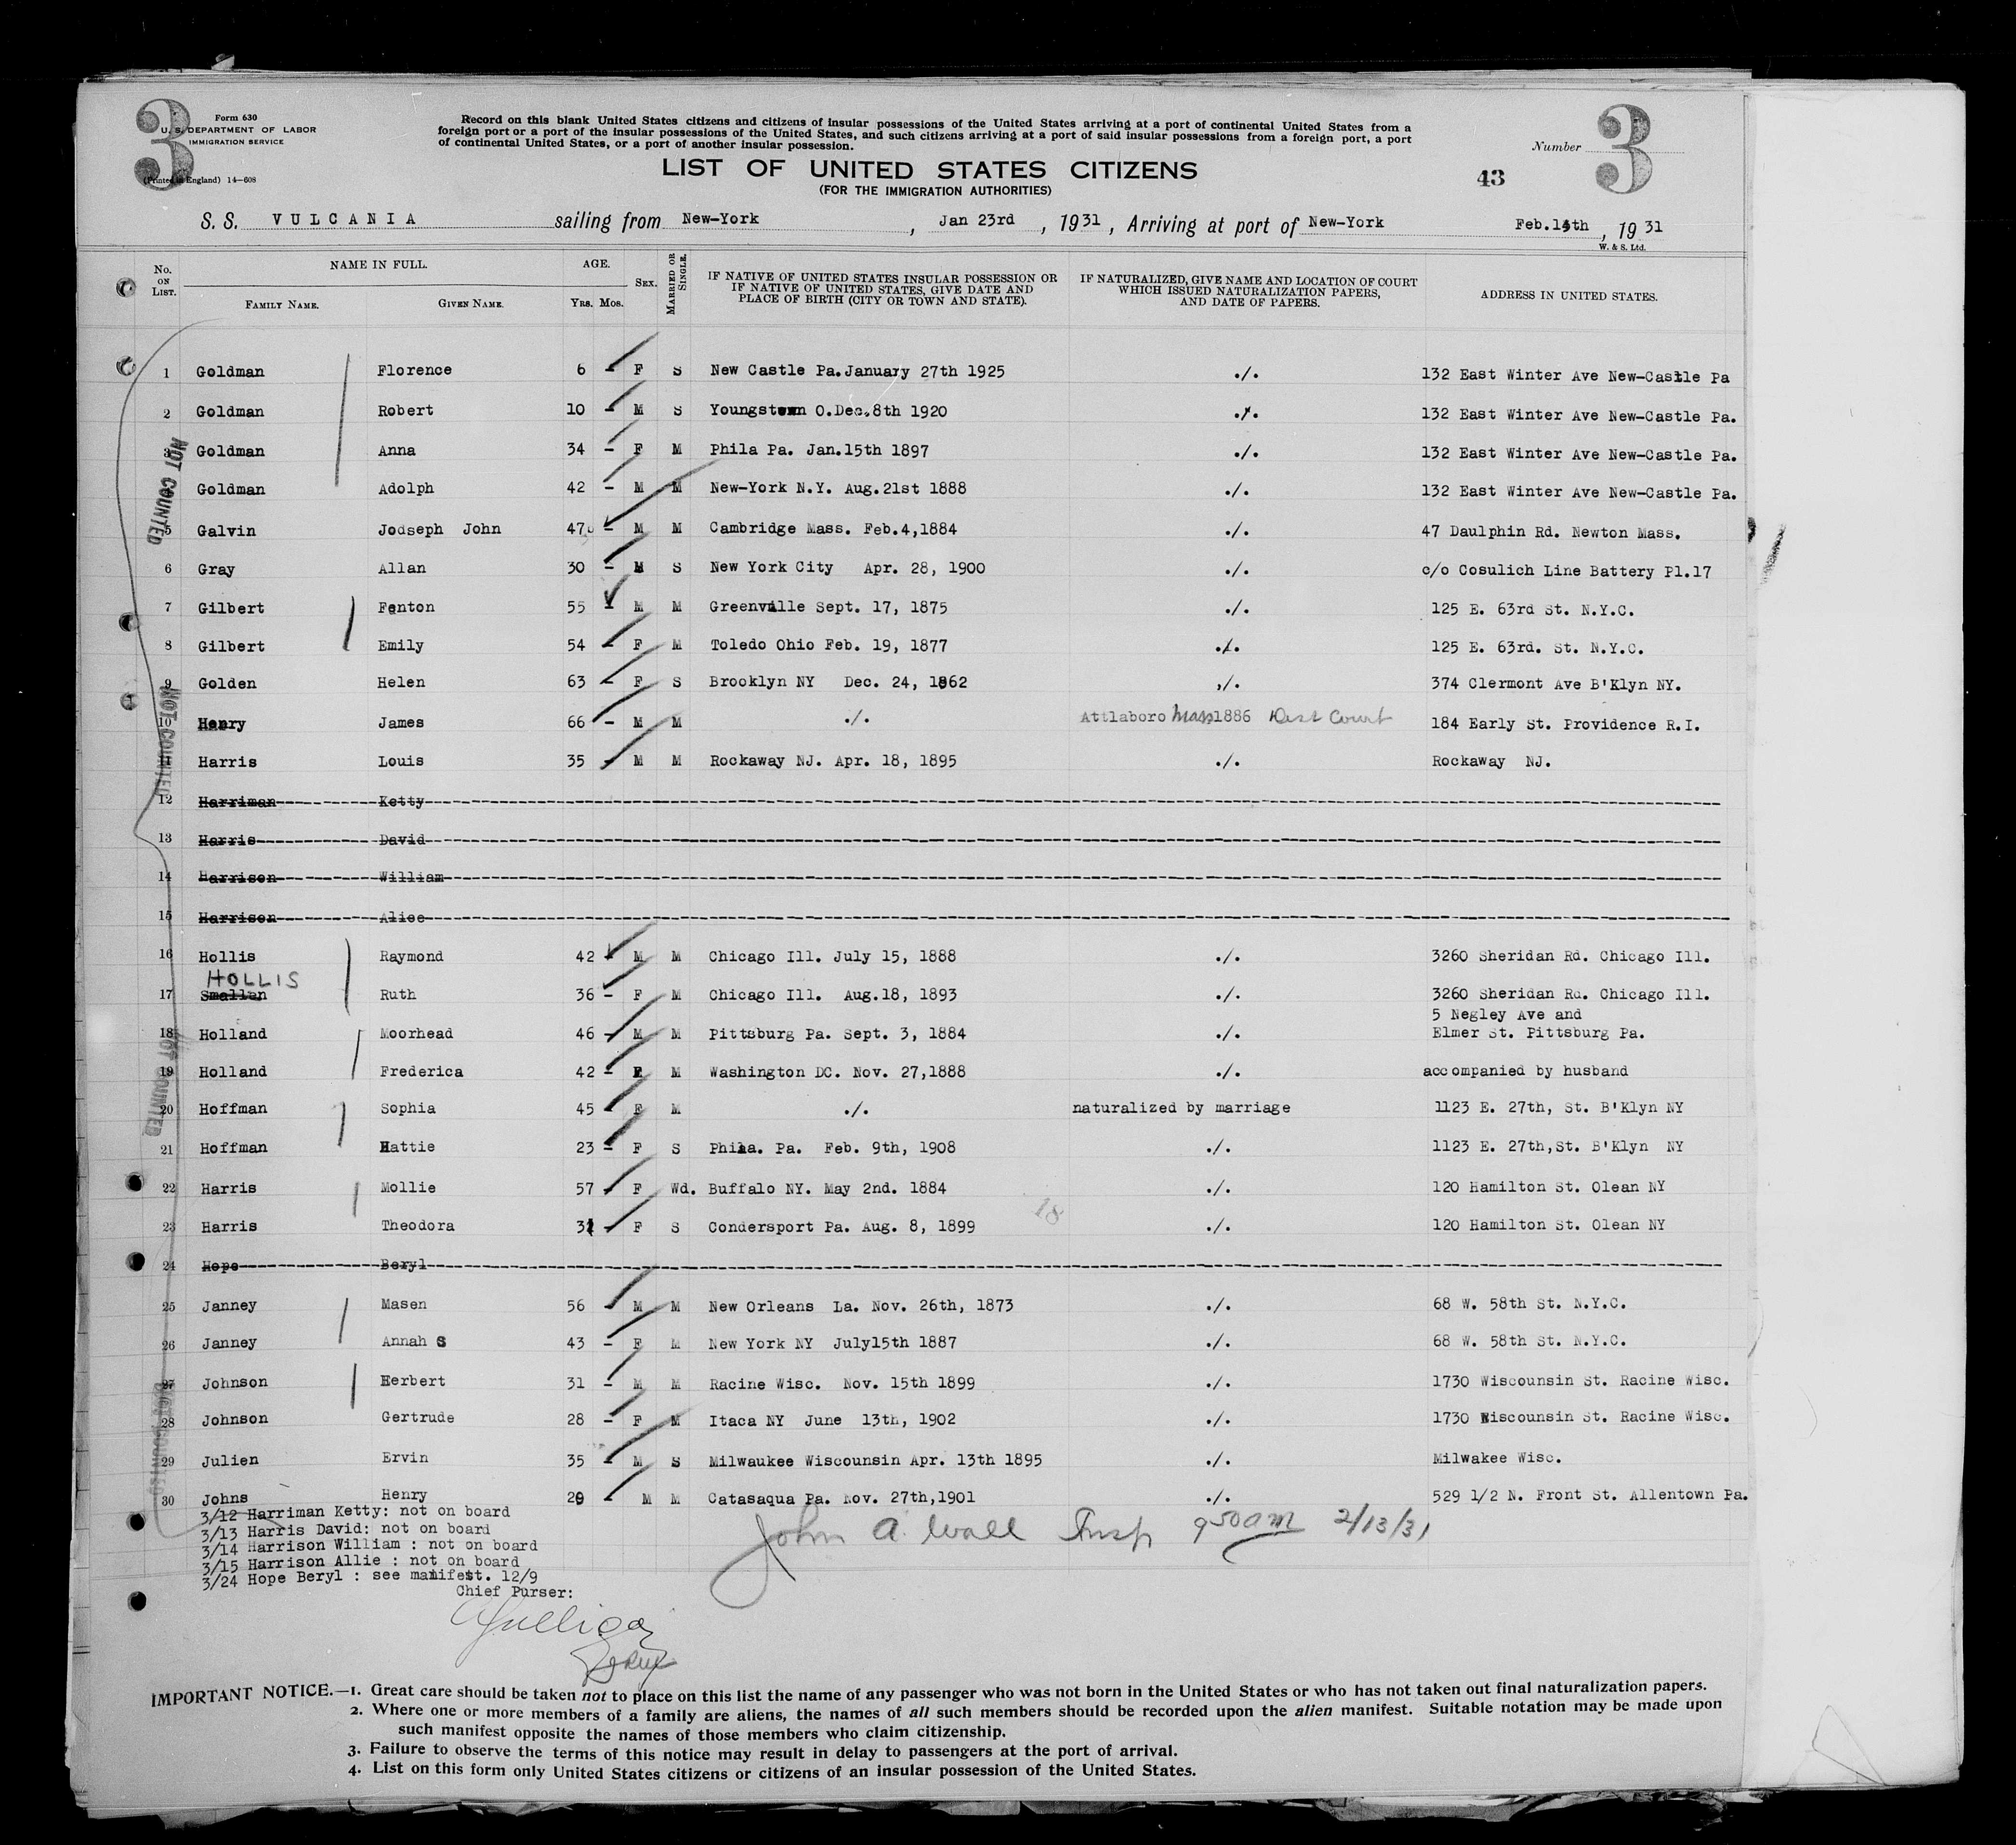 3
Form 630
U. S. DEPARTMENT OF LABOR
IMMIGRATION SERVICE
(Printed in England) 14—608
Record on this blank United States citizens and citizens of insular possessions of the United States arriving at a port of continental United States from a
foreign port or a port of the insular possessions of the United States, and such citizens arriving at a port of said insular possessions from a foreign port, a port
of continental United States, or a port of another insular possession.
LIST OF UNITED STATES CITIZENS
(FOR THE IMMIGRATION AUTHORITIES)
Number 3
43
S. S. VULCANIA sailing from New-York, Jan 23rd, 1931, Arriving at port of New-York Feb.14th, 1931
W. & S. Ltd.
No. ON LIST. NAME IN FULL. FAMILY NAME. GIVEN NAME. AGE. YRS. MOS. SEX. MARRIED OR SINGLE. IF NATIVE OF UNITED STATES INSULAR POSSESSION OR IF NATIVE OF UNITED STATES, GIVE DATE AND PLACE OF BIRTH (CITY OR TOWN AND STATE). IF NATURALIZED, GIVE NAME AND LOCATION OF COURT WHICH ISSUED NATURALIZATION PAPERS, AND DATE OF PAPERS. ADDRESS IN UNITED STATES.
1 Goldman Florence 6 - F S New Castle Pa.January 27th 1925 ./. 132 East Winter Ave New-Castle Pa
2 Goldman Robert 10 - M S Youngstown O.Dec.8th 1920 ./. 132 East Winter Ave New-Castle Pa.
3 Goldman Anna 34 - F M Phila Pa. Jan.15th 1897 ./. 132 East Winter Ave New-Castle Pa.
Goldman Adolph 42 - M M New-York N.Y. Aug.21st 1888 ./. 132 East Winter Ave New-Castle Pa.
5 Galvin Jodseph John 47 - M M Cambridge Mass. Feb.4,1884 ./. 47 Daulphin Rd. Newton Mass.
6 Gray Allan 30 - M S New York City Apr. 28, 1900 ./. c/o Cosulich Line Battery Pl.17
7 Gilbert Fenton 55 - M M Greenville Sept. 17, 1875 ./. 125 E. 63rd St. N.Y.C.
8 Gilbert Emily 54 - F M Toledo Ohio Feb. 19, 1877 ./. 125 E. 63rd. St. N.Y.C.
9 Golden Helen 63 - F S Brooklyn NY Dec. 24, 1862 ,/. 374 Clermont Ave B'Klyn NY.
10 Henry James 66 - M M ./. Attlaboro Mass 1886 Dist Court 184 Early St. Providence R.I.
11 Harris Louis 35 - M M Rockaway NJ. Apr. 18, 1895 ./. Rockaway NJ.
12 Harriman Ketty
13 Harris David
14 Harrison William
15 Harrison Alice
16 Hollis Raymond 42 - M M Chicago Ill. July 15, 1888 ./. 3260 Sheridan Rd. Chicago Ill.
HOLLIS
17 Smallen Ruth 36 - F M Chicago Ill. Aug.18, 1893 ./. 3260 Sheridan Rd. Chicago Ill.
5 Negley Ave and
18 Holland Moorhead 46 - M M Pittsburg Pa. Sept. 3, 1884 ./. Elmer St. Pittsburg Pa.
19 Holland Frederica 42 - F M Washington DC. Nov. 27,1888 ./. accompanied by husband
20 Hoffman Sophia 45 - F M ./. naturalized by marriage 1123 E. 27th, St. B'Klyn NY
21 Hoffman Hattie 23 - F S Phila. Pa. Feb. 9th, 1908 ./. 1123 E. 27th,St. B'Klyn NY
22 Harris Mollie 57 - F Wd. Buffalo NY. May 2nd. 1884 ./. 120 Hamilton St. Olean NY
18
23 Harris Theodora 31 - F S Condersport Pa. Aug. 8, 1899 ./. 120 Hamilton St. Olean NY
24 Hope Beryl
25 Janney Masen 56 - M M New Orleans La. Nov. 26th, 1873 ./. 68 W. 58th St. N.Y.C.
26 Janney Annah S 43 - F M New York NY July15th 1887 ./. 68 W. 58th St. N.Y.C.
27 Johnson Herbert 31 - M M Racine Wisc. Nov. 15th 1899 ./. 1730 Wiscounsin St. Racine Wisc.
28 Johnson Gertrude 28 - F M Itaca NY June 13th, 1902 ./. 1730 Wiscounsin St. Racine Wisc.
29 Julien Ervin 35 - M S Milwaukee Wiscounsin Apr. 13th 1895 ./. Milwakee Wisc.
30 Johns Henry 29 - M M Catasaqua Pa. Nov. 27th,1901 ./. 529 1/2 N. Front St. Allentown Pa.
NOT COUNTED
NOT COUNTED
NOT COUNTED
NOT COUNTED
3/12 Harriman Ketty: not on board
3/13 Harris David: not on board
3/14 Harrison William : not on board
3/15 Harrison Allie : not on board
3/24 Hope Beryl : see manifest. 12/9
Chief Purser:
John A. Wall Insp 9 50 am 2/13/31
IMPORTANT NOTICE.—1. Great care should be taken not to place on this list the name of any passenger who was not born in the United States or who has not taken out final naturalization papers.
2. Where one or more members of a family are aliens, the names of all such members should be recorded upon the alien manifest. Suitable notation may be made upon
such manifest opposite the names of those members who claim citizenship.
3. Failure to observe the terms of this notice may result in delay to passengers at the port of arrival.
4. List on this form only United States citizens or citizens of an insular possession of the United States.